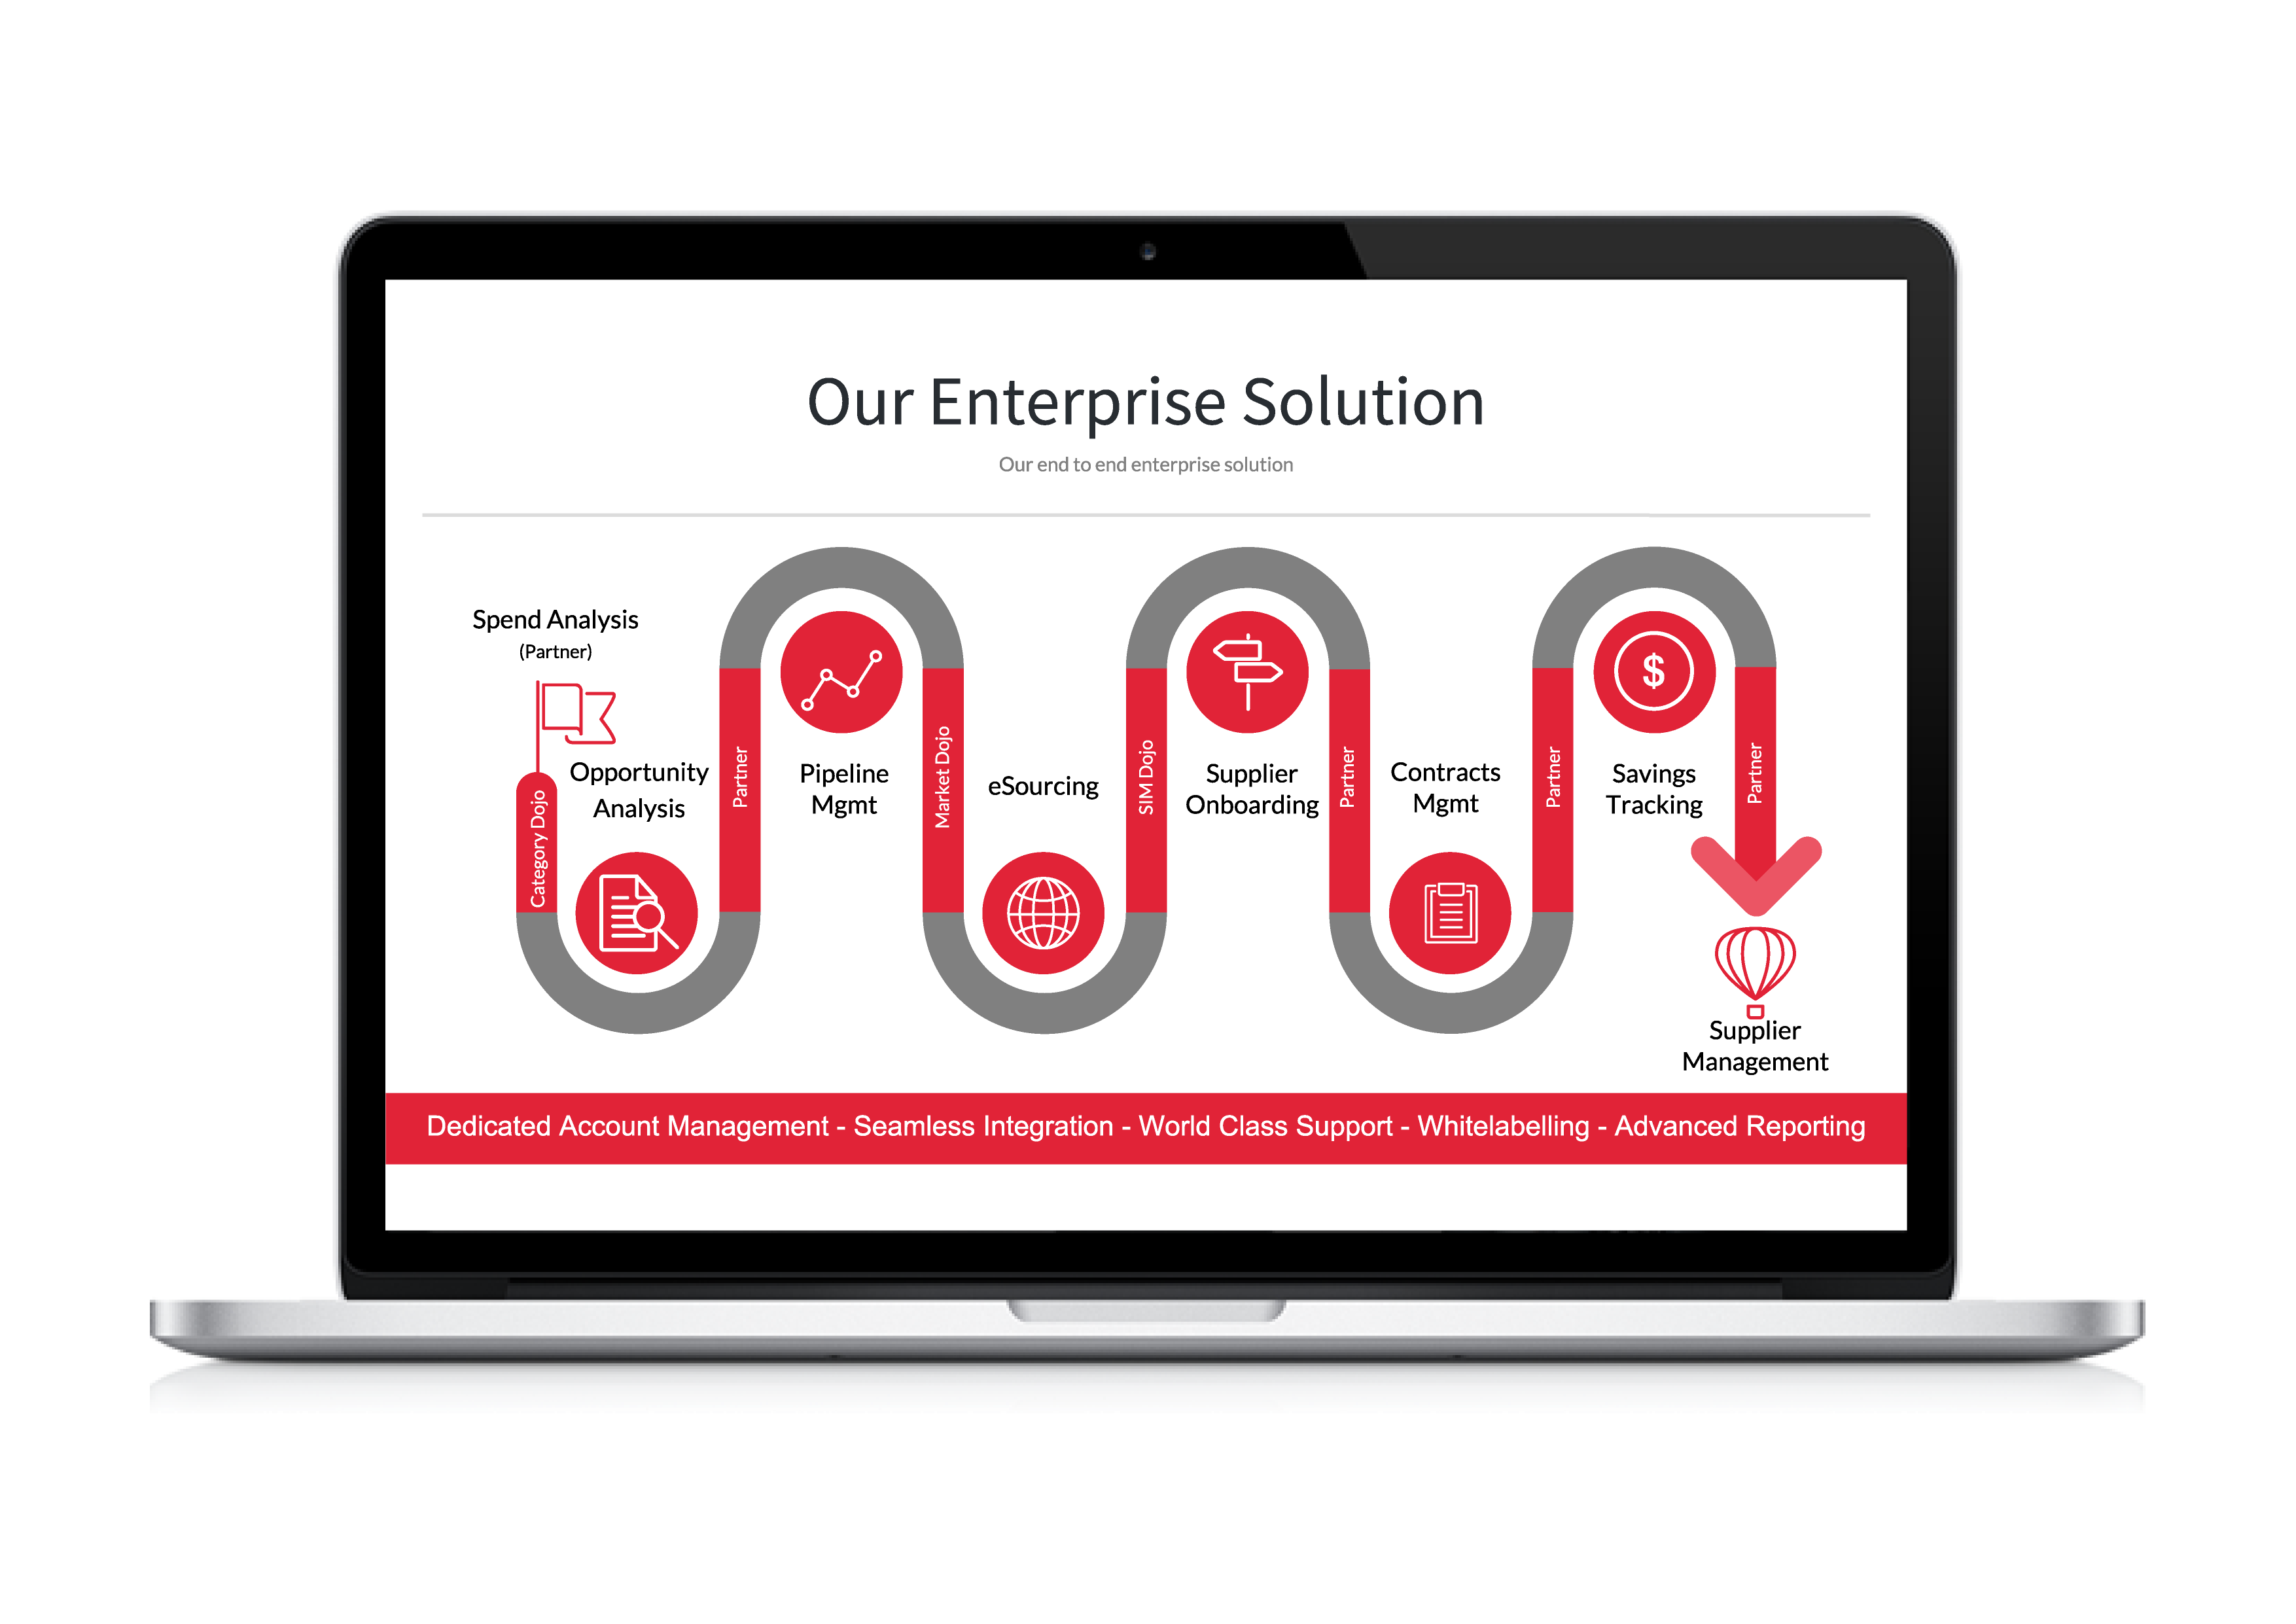 Our Enterprise Solution
Our end to end enterprise solution
Spend Analysis
(Partner)
Category Dojo
Opportunity
Analysis
Partner
Pipeline
Mgmt
Market Dojo
eSourcing
SIM Dojo
Supplier
Onboarding
Partner
Contracts
Mgmt
Partner
$
Savings
Tracking
Partner
Supplier
Management
Dedicated Account Management - Seamless Integration - World Class Support - Whitelabelling - Advanced Reporting